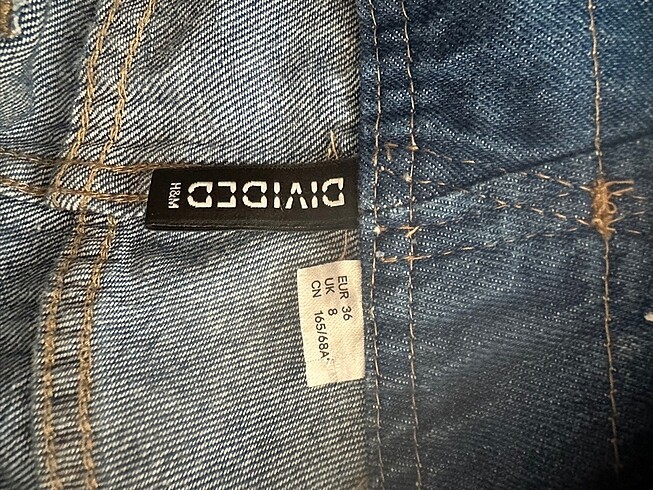 DIVIDED
H&M
EUR 36
UK 8
CN 165/68A